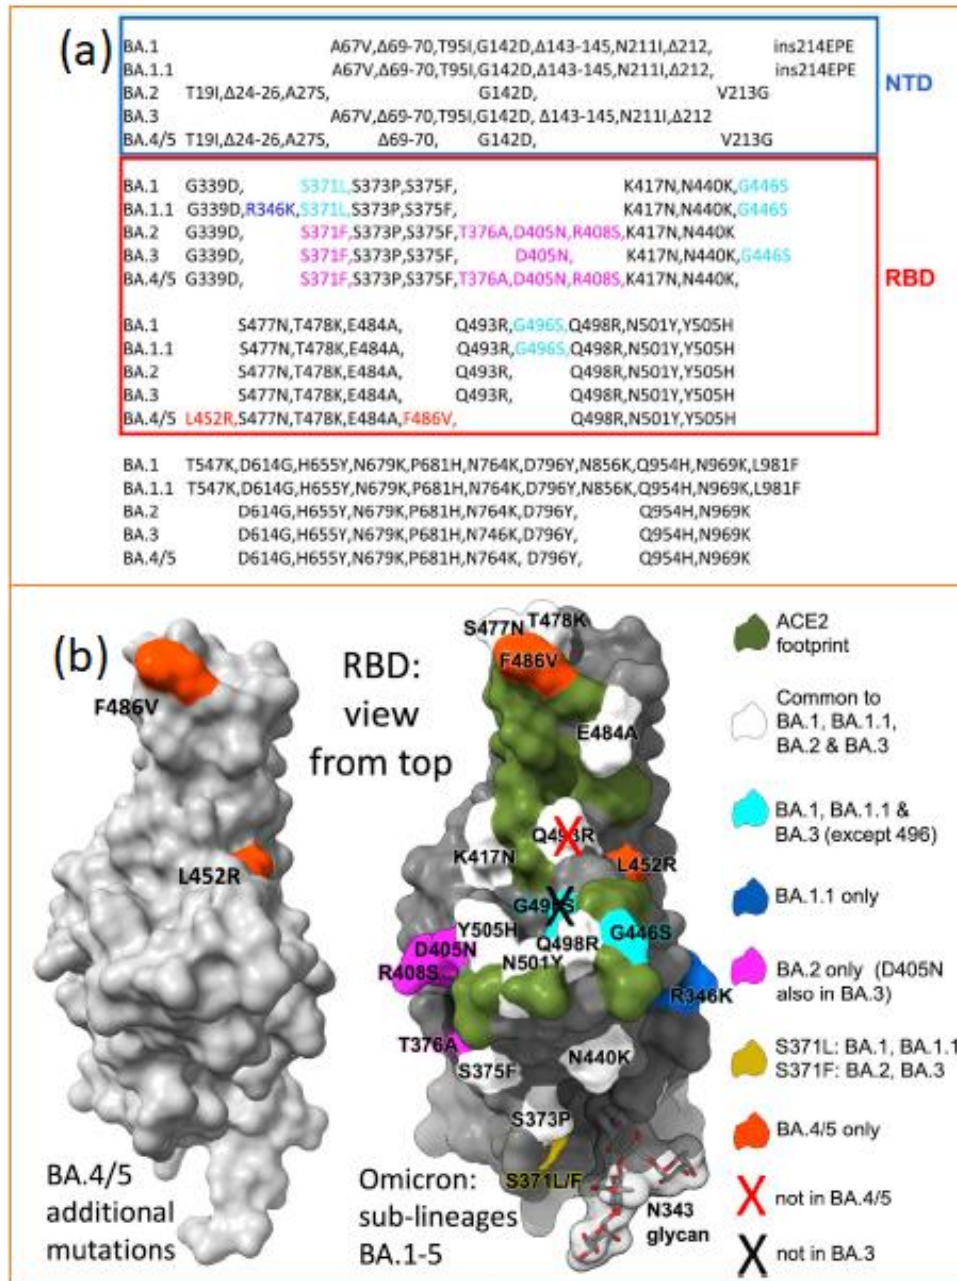 (a)
BA.1 A67V,Δ69-70,T95I,G142D,Δ143-145,N211I,Δ212, ins214EPE
BA.1.1 A67V,Δ69-70,T95I,G142D,Δ143-145,N211I,Δ212, ins214EPE
BA.2 T19I,Δ24-26,A27S, G142D, V213G
BA.3 A67V,Δ69-70,T95I,G142D, Δ143-145,N211I,Δ212
BA.4/5 T19I,Δ24-26,A27S, Δ69-70, G142D, V213G
NTD
BA.1 G339D, S371L,S373P,S375F, K417N,N440K,G446S
BA.1.1 G339D,R346K,S371L,S373P,S375F, K417N,N440K,G446S
BA.2 G339D, S371F,S373P,S375F,T376A,D405N,R408S,K417N,N440K
BA.3 G339D, S371F,S373P,S375F, D405N, K417N,N440K,G446S
BA.4/5 G339D, S371F,S373P,S375F,T376A,D405N,R408S,K417N,N440K,
RBD
BA.1 S477N,T478K,E484A, Q493R,G496S,Q498R,N501Y,Y505H
BA.1.1 S477N,T478K,E484A, Q493R,G496S,Q498R,N501Y,Y505H
BA.2 S477N,T478K,E484A, Q493R, Q498R,N501Y,Y505H
BA.3 S477N,T478K,E484A, Q493R, Q498R,N501Y,Y505H
BA.4/5 L452R,S477N,T478K,E484A,F486V, Q498R,N501Y,Y505H
BA.1 T547K,D614G,H655Y,N679K,P681H,N764K,D796Y,N856K,Q954H,N969K,L981F
BA.1.1 T547K,D614G,H655Y,N679K,P681H,N764K,D796Y,N856K,Q954H,N969K,L981F
BA.2 D614G,H655Y,N679K,P681H,N764K,D796Y, Q954H,N969K
BA.3 D614G,H655Y,N679K,P681H,N746K,D796Y, Q954H,N969K
BA.4/5 D614G,H655Y,N679K,P681H,N764K, D796Y, Q954H,N969K
(b)
F486V
L452R
BA.4/5
additional
mutations
RBD:
view
from top
S477N
T478K
F486V
E484A
Q493R
K417N
L452R
G496S
Y505H
Q498R
G446S
D405N
N501Y
R408S
R346K
T376A
S375F
N440K
S373P
S371L/F
N343
glycan
Omicron:
sub-lineages
BA.1-5
ACE2
footprint
Common to
BA.1, BA.1.1,
BA.2 & BA.3
BA.1, BA.1.1 &
BA.3 (except 496)
BA.1.1 only
BA.2 only (D405N
also in BA.3)
S371L: BA.1, BA.1.1
S371F: BA.2, BA.3
BA.4/5 only
X not in BA.4/5
X not in BA.3